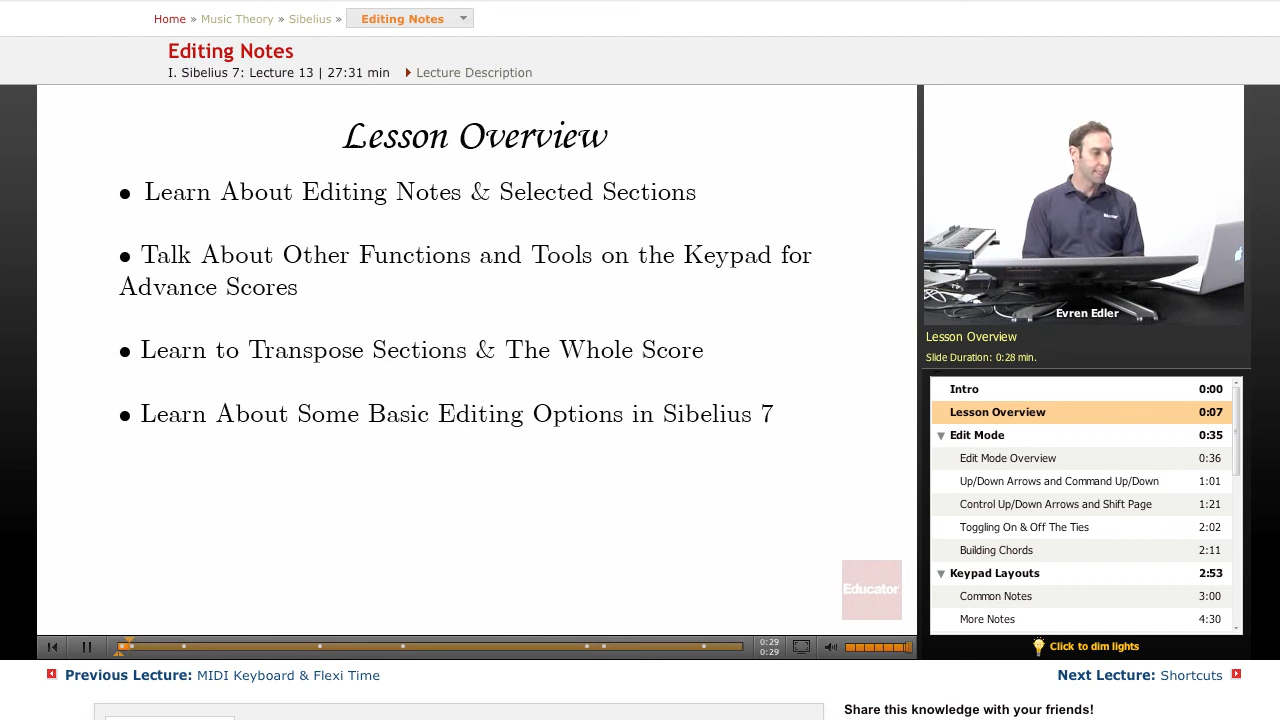 Home » Music Theory » Sibelius » Editing Notes
Editing Notes
I. Sibelius 7: Lecture 13 | 27:31 min Lecture Description
Lesson Overview
• Learn About Editing Notes & Selected Sections
• Talk About Other Functions and Tools on the Keypad for
Advance Scores
• Learn to Transpose Sections & The Whole Score
• Learn About Some Basic Editing Options in Sibelius 7
Educator
Evren Edler
Lesson Overview
Slide Duration: 0:28 min.
Intro 0:00
Lesson Overview 0:07
Edit Mode 0:35
Edit Mode Overview 0:36
Up/Down Arrows and Command Up/Down 1:01
Control Up/Down Arrows and Shift Page 1:21
Toggling On & Off The Ties 2:02
Building Chords 2:11
Keypad Layouts 2:53
Common Notes 3:00
More Notes 4:30
0:29
0:29
Click to dim lights
Previous Lecture: MIDI Keyboard & Flexi Time
Next Lecture: Shortcuts
Share this knowledge with your friends!